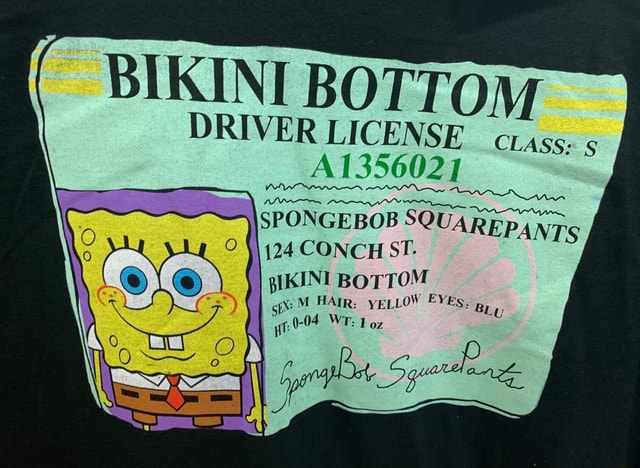 BIKINI BOTTOM
DRIVER LICENSE CLASS: S
A1356021
SPONGEBOB SQUAREPANTS
124 CONCH ST.
BIKINI BOTTOM
SEX: M HAIR: YELLOW EYES: BLU
HT: 0-04 WT: 1 oz
SpongeBob SquarePants